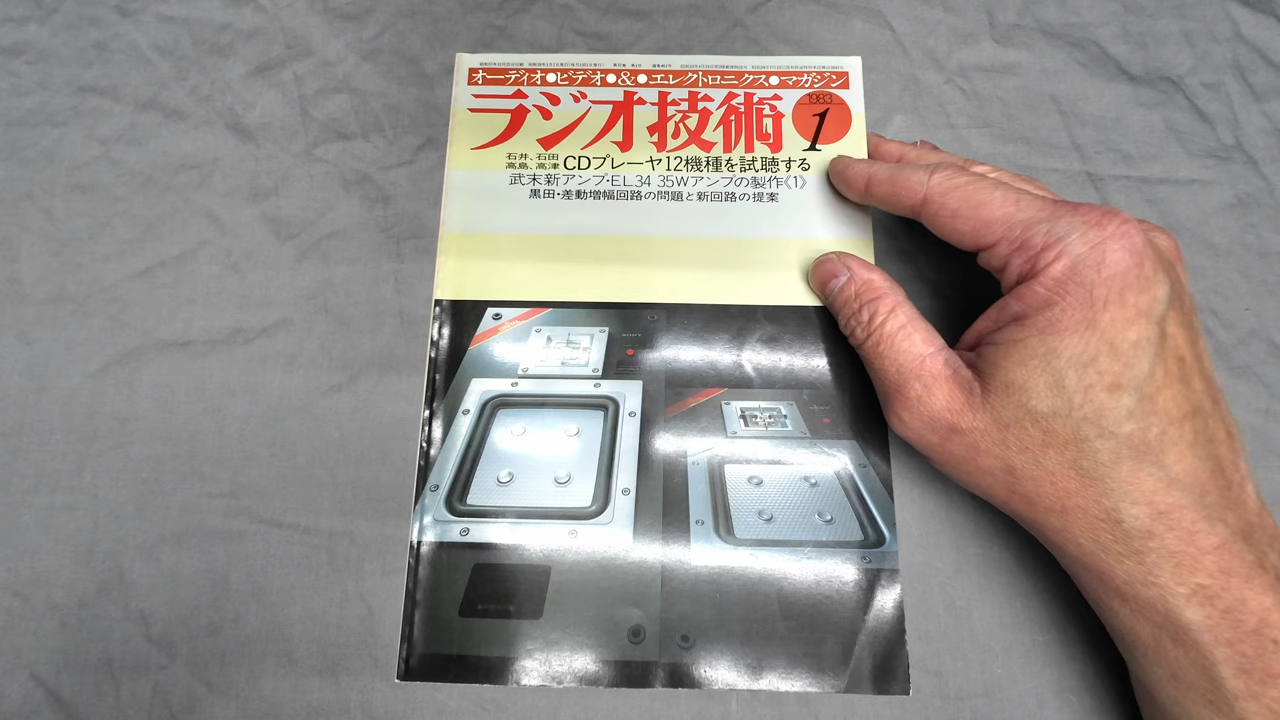 オーディオ●ビデオ●&●エレクトロニクス●マガジン
ラジオ技術
1983
1
石井、石田
高島、高津
CDプレーヤ12機種を試聴する
武末新アンプ・EL34 35Wアンプの製作《1》
黒田・差動増幅回路の問題と新回路の提案
SONY